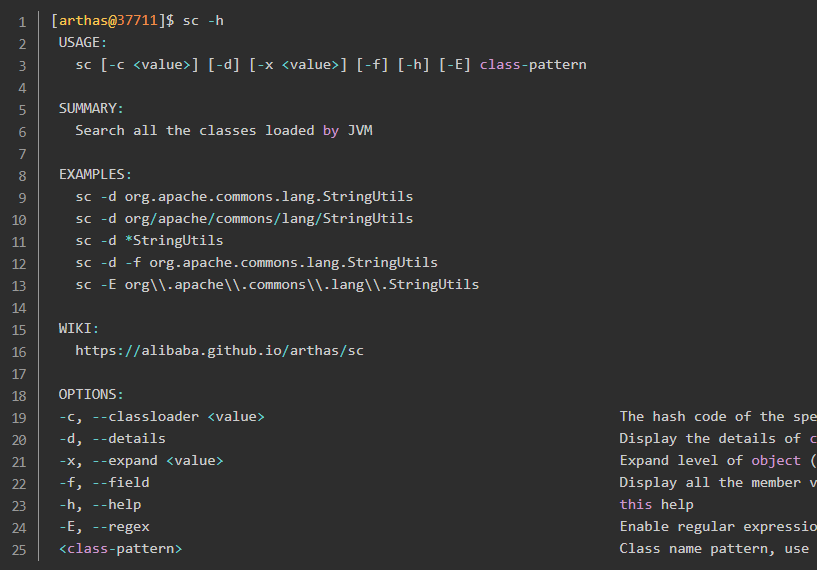 1 [arthas@37711]$ sc -h
2 USAGE:
3 sc [-c <value>] [-d] [-x <value>] [-f] [-h] [-E] class-pattern
4
5 SUMMARY:
6 Search all the classes loaded by JVM
7
8 EXAMPLES:
9 sc -d org.apache.commons.lang.StringUtils
10 sc -d org/apache/commons/lang/StringUtils
11 sc -d *StringUtils
12 sc -d -f org.apache.commons.lang.StringUtils
13 sc -E org\\.apache\\.commons\\.lang\\.StringUtils
14
15 WIKI:
16 https://alibaba.github.io/arthas/sc
17
18 OPTIONS:
19 -c, --classloader <value> The hash code of the spe
20 -d, --details Display the details of c
21 -x, --expand <value> Expand level of object (
22 -f, --field Display all the member v
23 -h, --help this help
24 -E, --regex Enable regular expressio
25 <class-pattern> Class name pattern, use